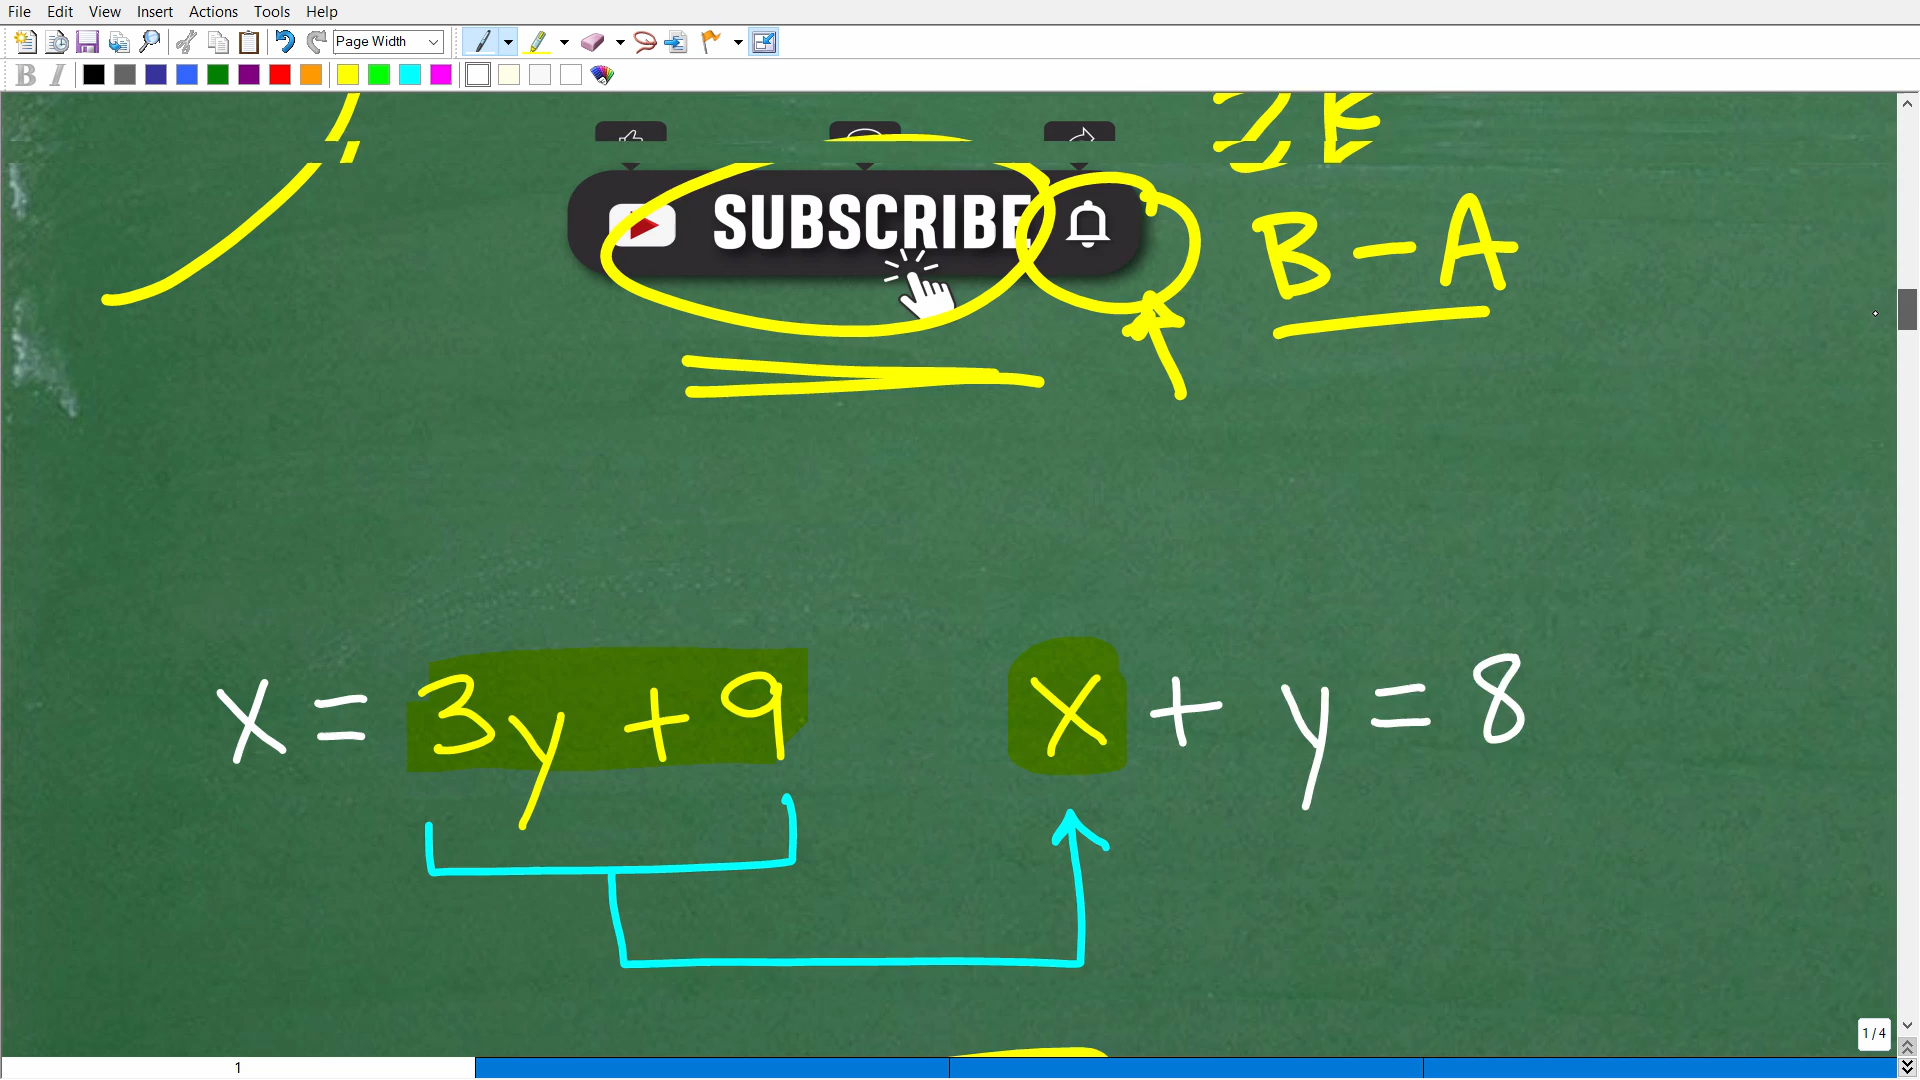 File Edit View Insert Actions Tools Help
Page Width
B I
SUBSCRIBE
B - A
x = 3y + 9
x + y = 8
1 / 4
1